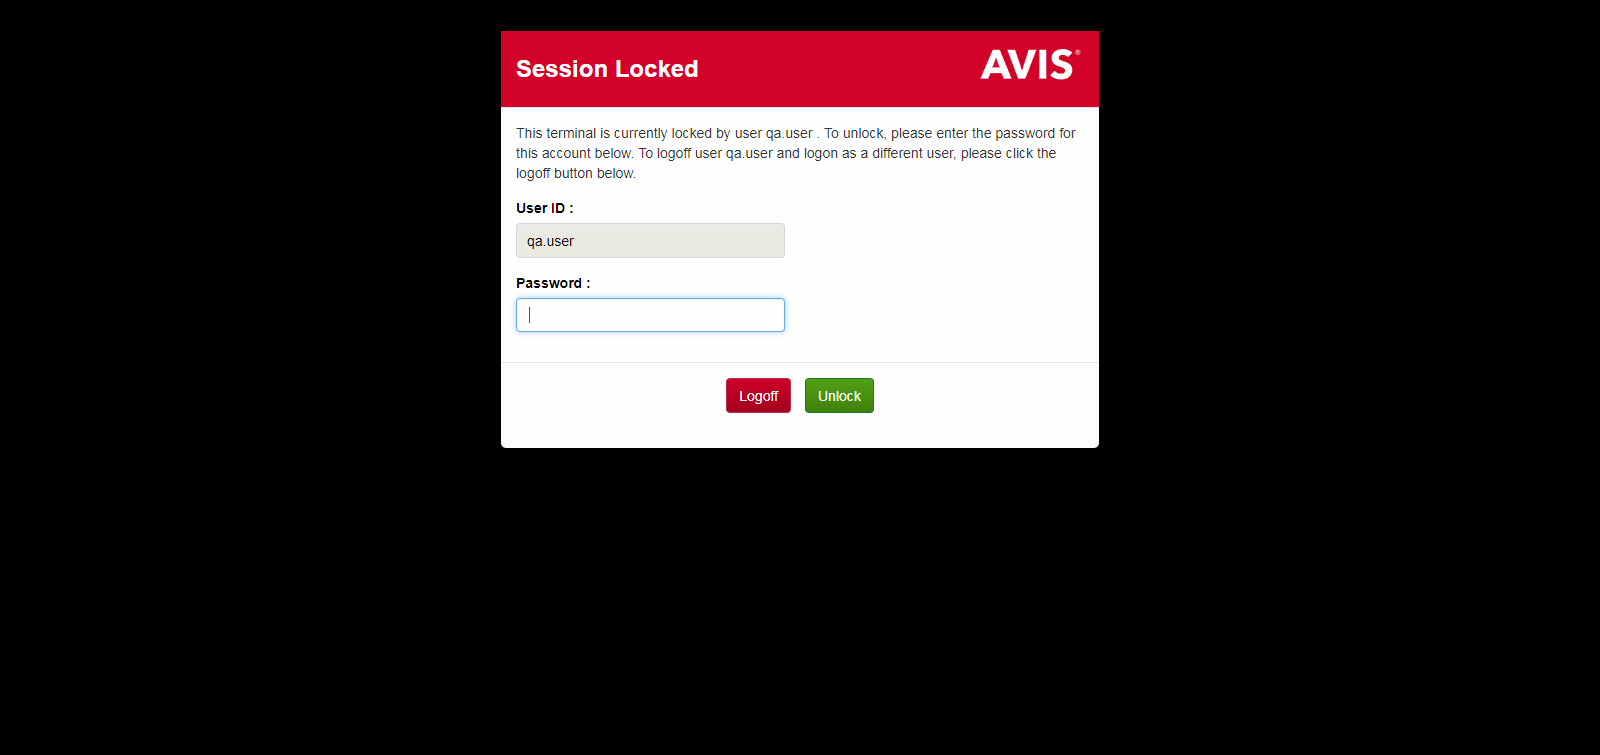 Session Locked
AVIS®
This terminal is currently locked by user qa.user . To unlock, please enter the password for
this account below. To logoff user qa.user and logon as a different user, please click the
logoff button below.
User ID :
qa.user
Password :
Logoff
Unlock